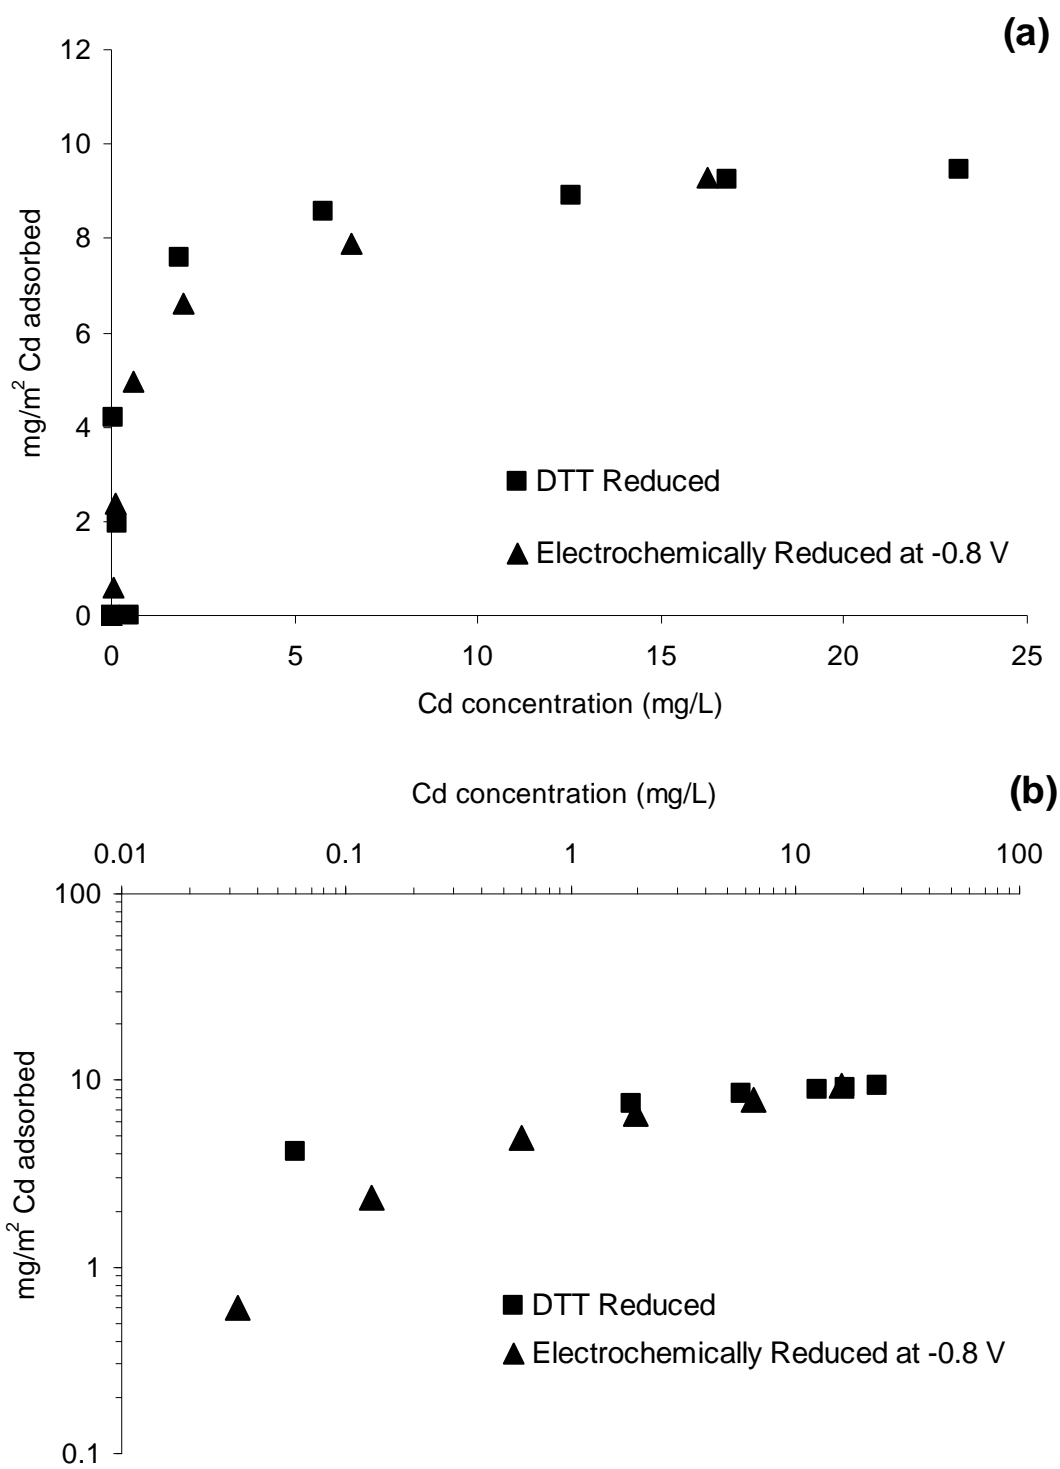 (a)
12
10
8
6
4
2
0
mg/m² Cd adsorbed
DTT Reduced
Electrochemically Reduced at -0.8 V
0 5 10 15 20 25
Cd concentration (mg/L)
Cd concentration (mg/L)
(b)
0.01 0.1 1 10 100
100
10
1
0.1
mg/m² Cd adsorbed
DTT Reduced
Electrochemically Reduced at -0.8 V